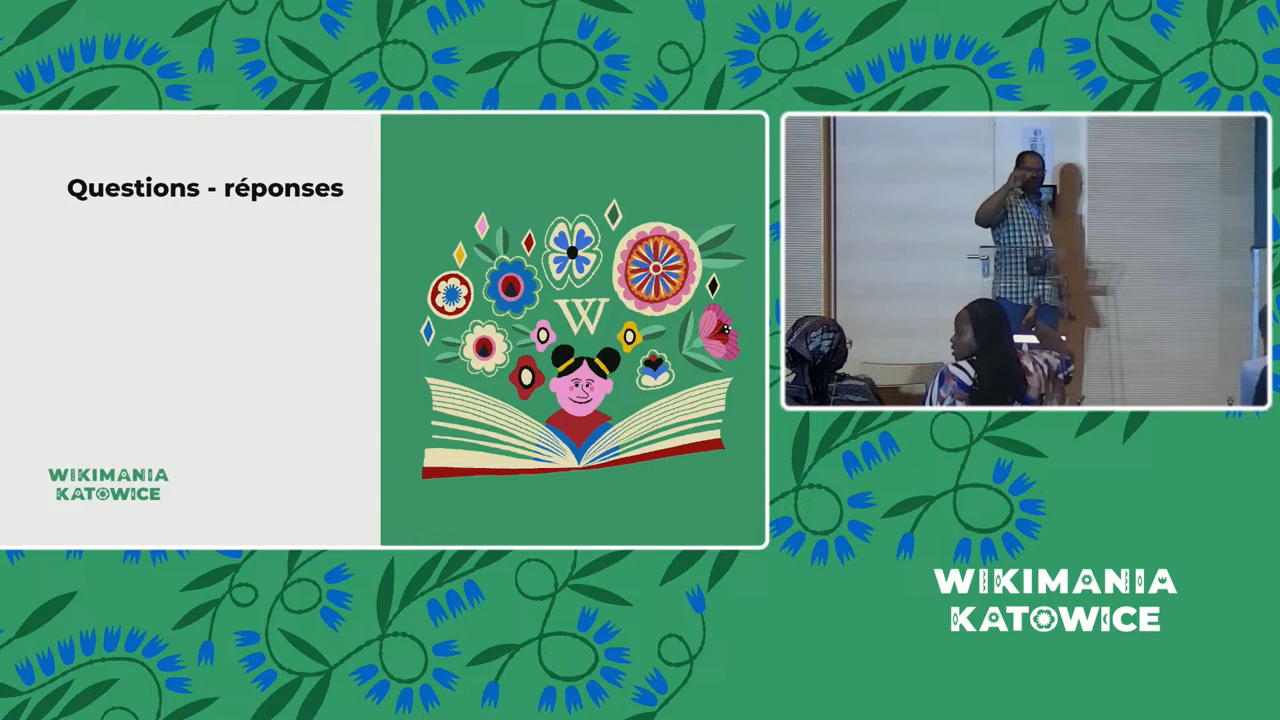 Questions - réponses
W
WIKIMANIA
KATOWICE
WIKIMANIA
KATOWICE